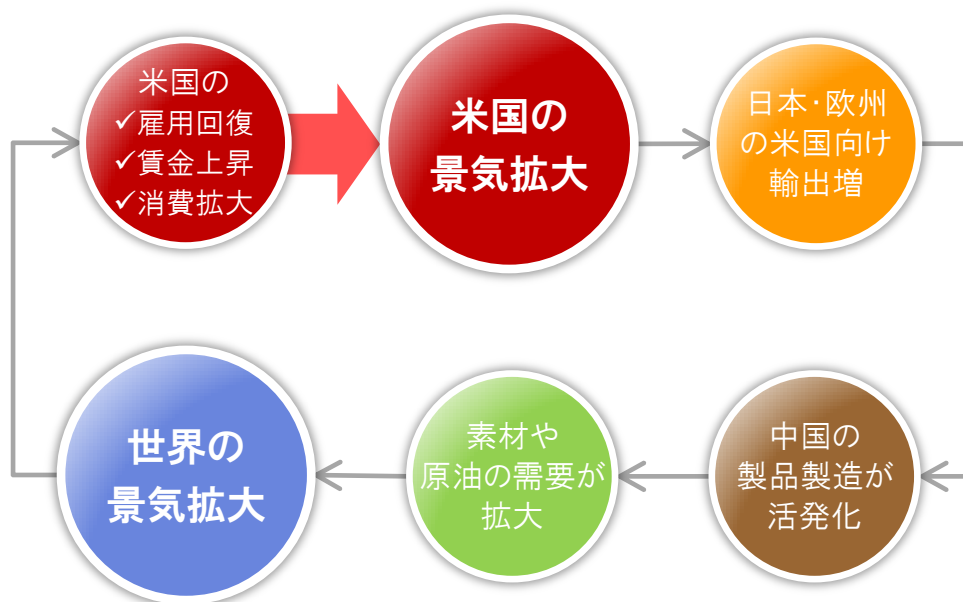 米国の
✓雇用回復
✓賃金上昇
✓消費拡大
米国の
景気拡大
日本･欧州
の米国向け
輸出増
中国の
製品製造が
活発化
素材や
原油の需要が
拡大
世界の
景気拡大